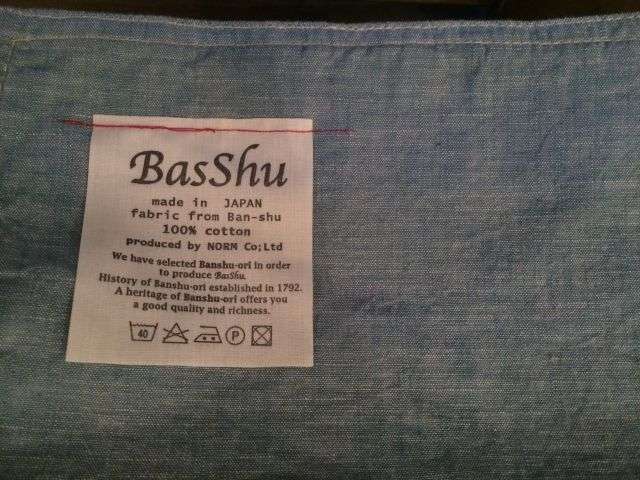 BasShu
made in JAPAN
fabric from Ban-shu
100% cotton
produced by NORM Co;Ltd
We have selected Banshu-ori in order
to produce BasShu.
History of Banshu-ori established in 1792.
A heritage of Banshu-ori offers you
a good quality and richness.
40 P